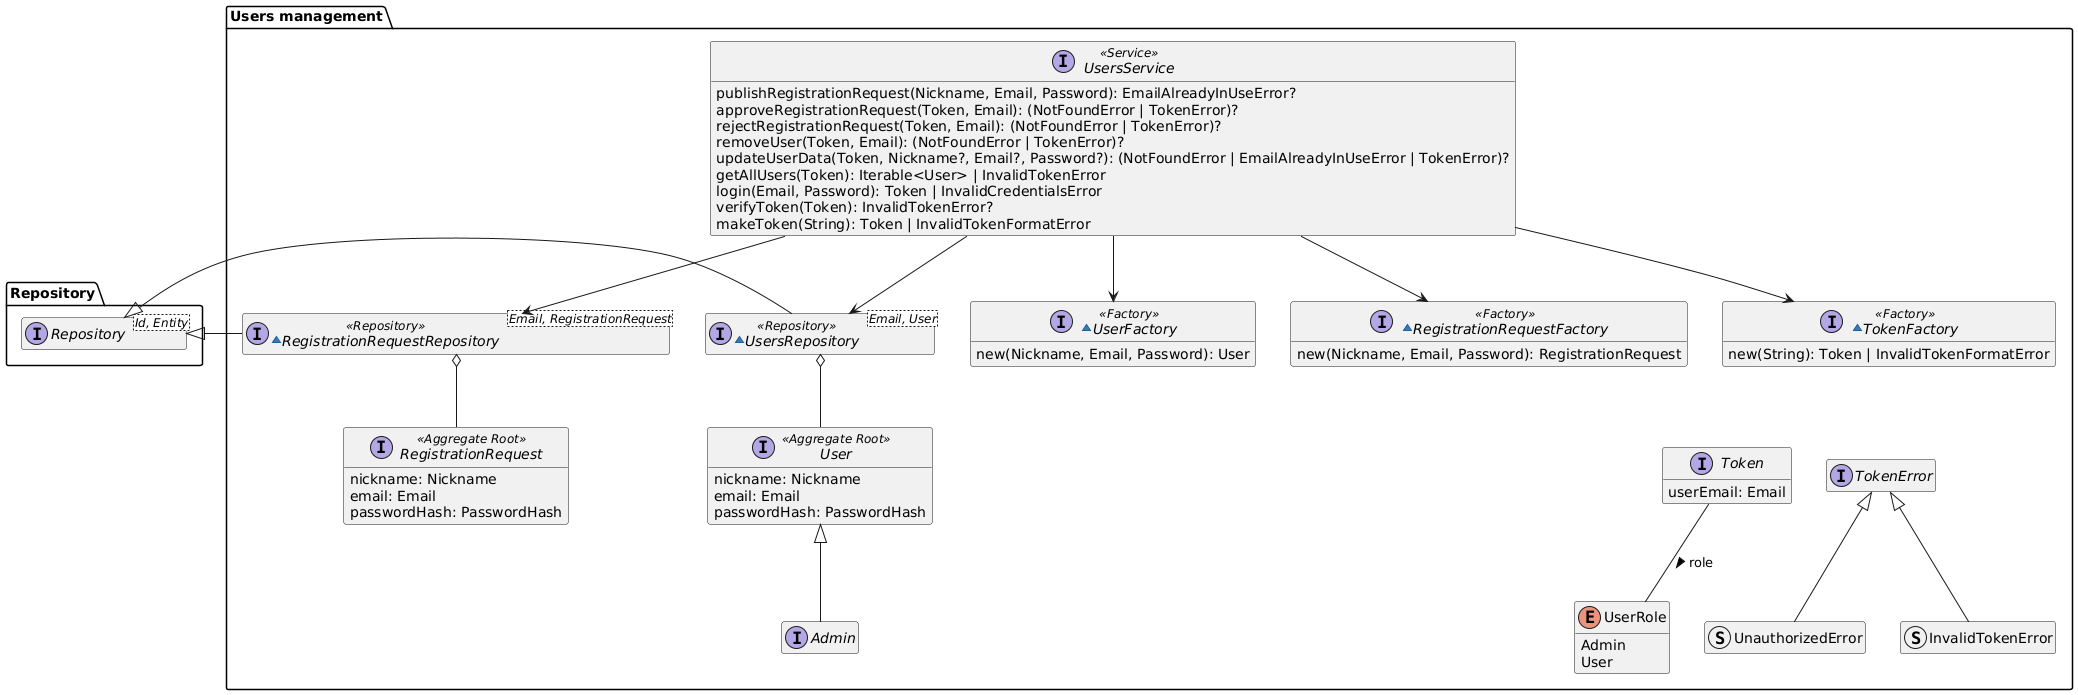 Users management
«Service»
UsersService
publishRegistrationRequest(Nickname, Email, Password): EmailAlreadyInUseError?
approveRegistrationRequest(Token, Email): (NotFoundError | TokenError)?
rejectRegistrationRequest(Token, Email): (NotFoundError | TokenError)?
removeUser(Token, Email): (NotFoundError | TokenError)?
updateUserData(Token, Nickname?, Email?, Password?): (NotFoundError | EmailAlreadyInUseError | TokenError)?
getAllUsers(Token): Iterable<User> | InvalidTokenError
login(Email, Password): Token | InvalidCredentialsError
verifyToken(Token): InvalidTokenError?
makeToken(String): Token | InvalidTokenFormatError
Repository
Id, Entity
Repository
Email, RegistrationRequest
«Repository»
RegistrationRequestRepository
Email, User
«Repository»
UsersRepository
«Factory»
UserFactory
new(Nickname, Email, Password): User
«Factory»
RegistrationRequestFactory
new(Nickname, Email, Password): RegistrationRequest
«Factory»
TokenFactory
new(String): Token | InvalidTokenFormatError
«Aggregate Root»
RegistrationRequest
nickname: Nickname
email: Email
passwordHash: PasswordHash
«Aggregate Root»
User
nickname: Nickname
email: Email
passwordHash: PasswordHash
Token
userEmail: Email
TokenError
role
Admin
UserRole
Admin
User
UnauthorizedError
InvalidTokenError